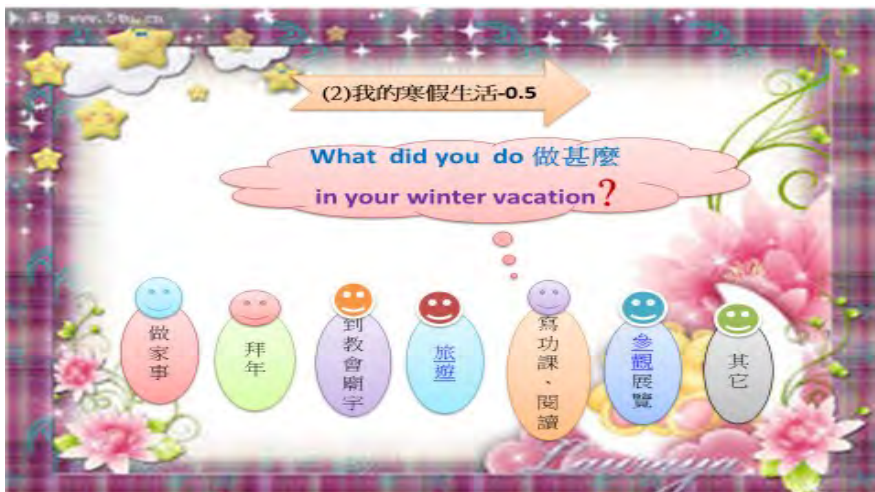 (2)我的寒假生活-0.5
What did you do 做甚麼
in your winter vacation?
做家事
拜年
到教會廟宇
旅遊
寫功課、閱讀
參觀展覽
其它